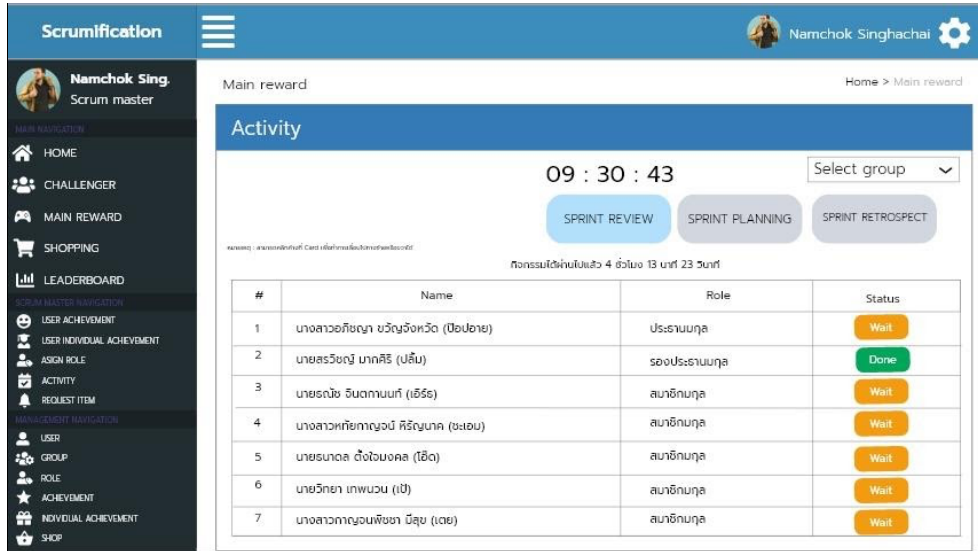 Scrumification
Namchok Singhachai
Namchok Sing.
Scrum master
MAIN NAVIGATION
HOME
CHALLENGER
MAIN REWARD
SHOPPING
LEADERBOARD
SCRUM MASTER NAVIGATION
USER ACHIEVEMENT
USER INDIVIDUAL ACHIEVEMENT
ASIGN ROLE
ACTIVITY
REQUEST ITEM
MANAGEMENT NAVIGATION
USER
GROUP
ROLE
ACHIEVEMENT
INDIVIDUAL ACHIEVEMENT
SHOP
Main reward
Home > Main reward
Activity
09 : 30 : 43
Select group
SPRINT REVIEW SPRINT PLANNING SPRINT RETROSPECT
กิจกรรมได้ผ่านไปแล้ว 4 ชั่วโมง 13 นาที 23 วินาที
# Name Role Status
1 นางสาวอภิชญา ขวัญจังหวัด (ป๊อปอาย) ประธานมกุล Wait
2 นายสรวิชญ์ มากศิริ (ปลื้ม) รองประธานมกุล Done
3 นายธณัช จินตกานนท์ (เอิร์ธ) สมาชิกมกุล Wait
4 นางสาวหทัยกาญจน์ หิรัญนาค (ชะเอม) สมาชิกมกุล Wait
5 นายธนาดล ตั้งใจมงคล (โอ๊ต) สมาชิกมกุล Wait
6 นายวิทยา เทพนวน (เป้) สมาชิกมกุล Wait
7 นางสาวกาญจนพิชชา มีสุข (เตย) สมาชิกมกุล Wait